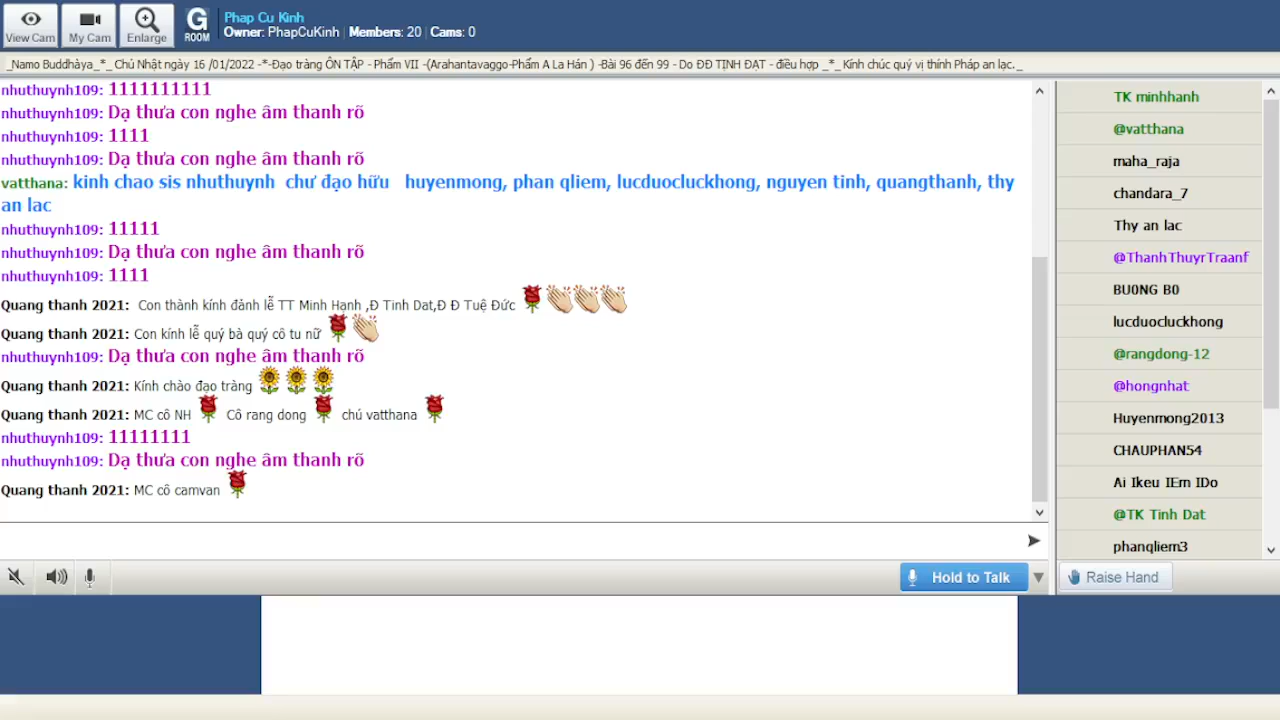 View Cam
My Cam
Enlarge
G ROOM
Phap Cu Kinh
Owner: PhapCuKinh | Members: 20 | Cams: 0
_Namo Buddhàya_*_ Chủ Nhật ngày 16 /01/2022 -*-Đạo tràng ÔN TẬP - Phẩm VII -(Arahantavaggo-Phẩm A La Hán ) -Bài 96 đến 99 - Do ĐĐ TỊNH ĐẠT - điều hợp _*_ Kính chúc quý vị thính Pháp an lạc._
nhuthuynh109: 1111111111
nhuthuynh109: Dạ thưa con nghe âm thanh rõ
nhuthuynh109: 1111
nhuthuynh109: Dạ thưa con nghe âm thanh rõ
vatthana: kinh chao sis nhuthuynh chư đạo hữu huyenmong, phan qliem, lucduocluckhong, nguyen tinh, quangthanh, thy
an lac
nhuthuynh109: 11111
nhuthuynh109: Dạ thưa con nghe âm thanh rõ
nhuthuynh109: 1111
Quang thanh 2021: Con thành kính đảnh lễ TT Minh Hạnh ,Đ Tinh Dat,Đ Đ Tuệ Đức
Quang thanh 2021: Con kính lễ quý bà quý cô tu nữ
nhuthuynh109: Dạ thưa con nghe âm thanh rõ
Quang thanh 2021: Kính chào đạo tràng
Quang thanh 2021: MC cô NH Cô rang dong chú vatthana
nhuthuynh109: 11111111
nhuthuynh109: Dạ thưa con nghe âm thanh rõ
Quang thanh 2021: MC cô camvan
Hold to Talk
TK minhhanh
@vatthana
maha_raja
chandara_7
Thy an lac
@ThanhThuyrTraanf
BU0NG B0
lucduocluckhong
@rangdong-12
@hongnhat
Huyenmong2013
CHAUPHAN54
Ai Ikeu IEm IDo
@TK Tinh Dat
phanqliem3
Raise Hand